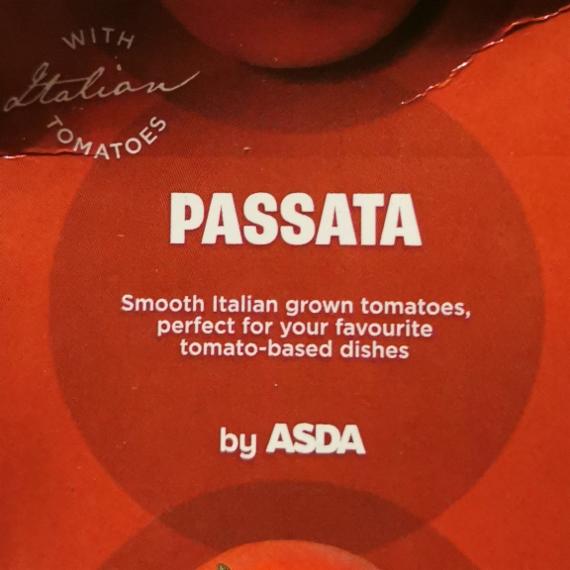 WITH
Italian
TOMATOES
PASSATA
Smooth Italian grown tomatoes,
perfect for your favourite
tomato-based dishes
by ASDA